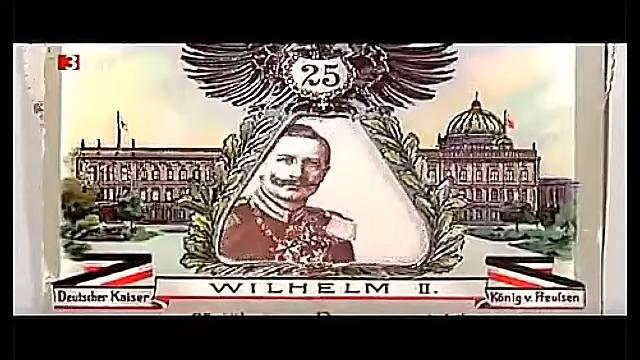 3
25
WILHELM II.
Deutscher Kaiser
König v. Preußen